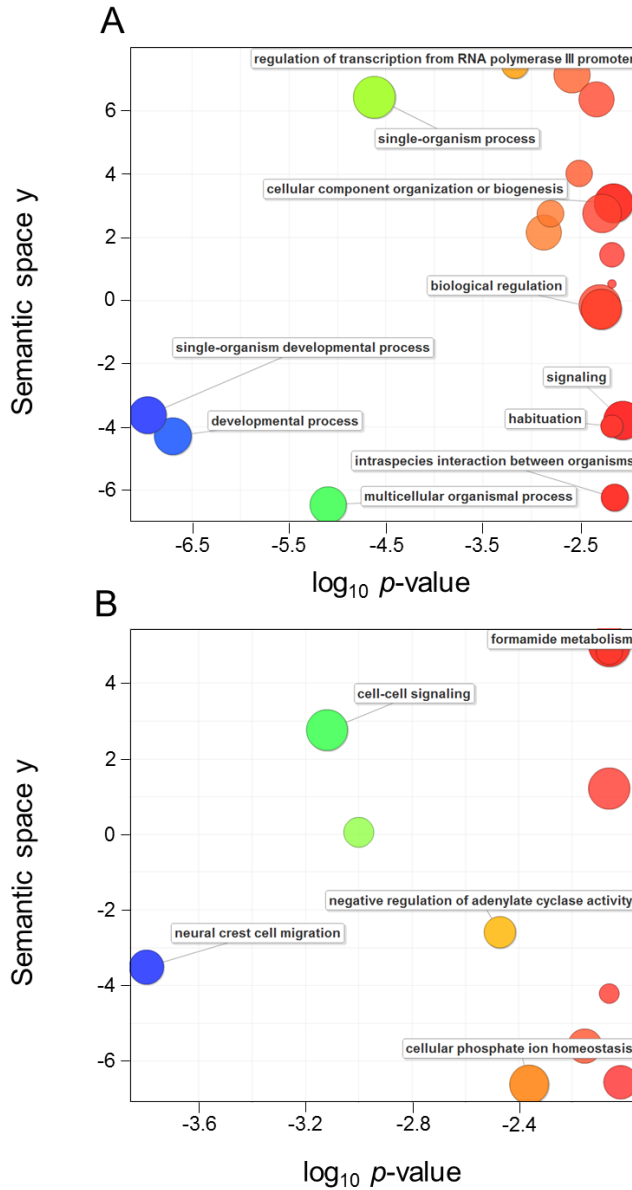 A
regulation of transcription from RNA polymerase III promoter
6
single-organism process
4
cellular component organization or biogenesis
2
biological regulation
0
Semantic space y
single-organism developmental process
-2
signaling
-4
developmental process
habituation
intraspecies interaction between organisms
-6
multicellular organismal process
-6.5 -5.5 -4.5 -3.5 -2.5
log10 p-value
B
formamide metabolism
4
cell-cell signaling
2
0
Semantic space y
negative regulation of adenylate cyclase activity
-2
neural crest cell migration
-4
cellular phosphate ion homeostasis
-6
-3.6 -3.2 -2.8 -2.4
log10 p-value